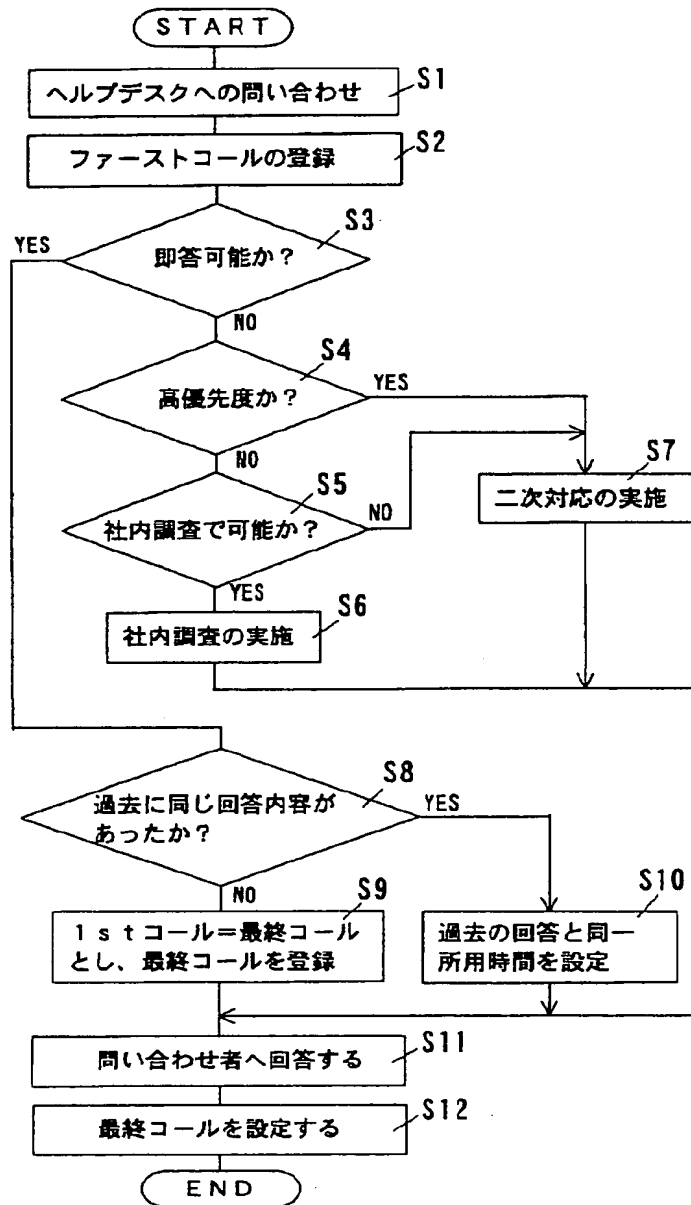 START
S1
ヘルプデスクへの問い合わせ
S2
ファーストコールの登録
S3
YES
即答可能か？
NO
S4
YES
高優先度か？
NO
S5
S7
社内調査で可能か？
NO
二次対応の実施
YES
S6
社内調査の実施
S8
過去に同じ回答内容が
YES
あったか？
NO
S9
S10
１ｓｔコール＝最終コール
とし、最終コールを登録
過去の回答と同一
所用時間を設定
S11
問い合わせ者へ回答する
S12
最終コールを設定する
END